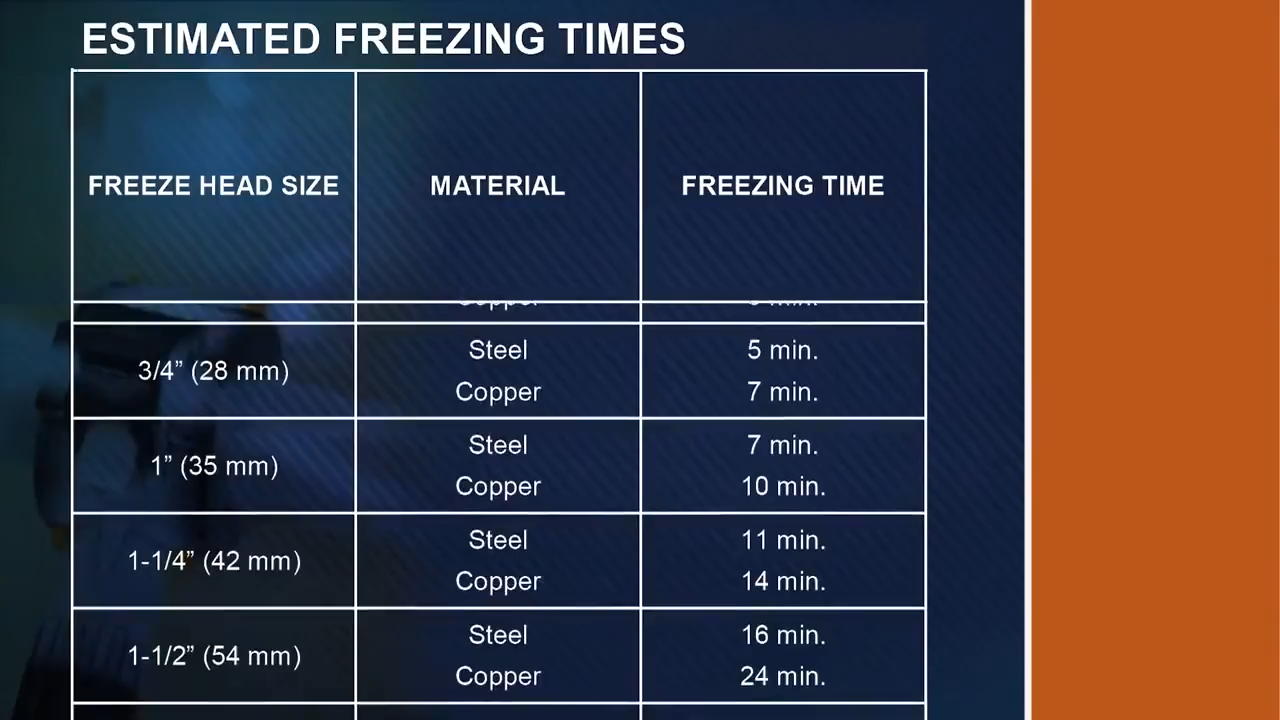 ESTIMATED FREEZING TIMES
FREEZE HEAD SIZE MATERIAL FREEZING TIME
Copper
3/4” (28 mm) Steel 5 min.
Copper 7 min.
1” (35 mm) Steel 7 min.
Copper 10 min.
1-1/4” (42 mm) Steel 11 min.
Copper 14 min.
1-1/2” (54 mm) Steel 16 min.
Copper 24 min.